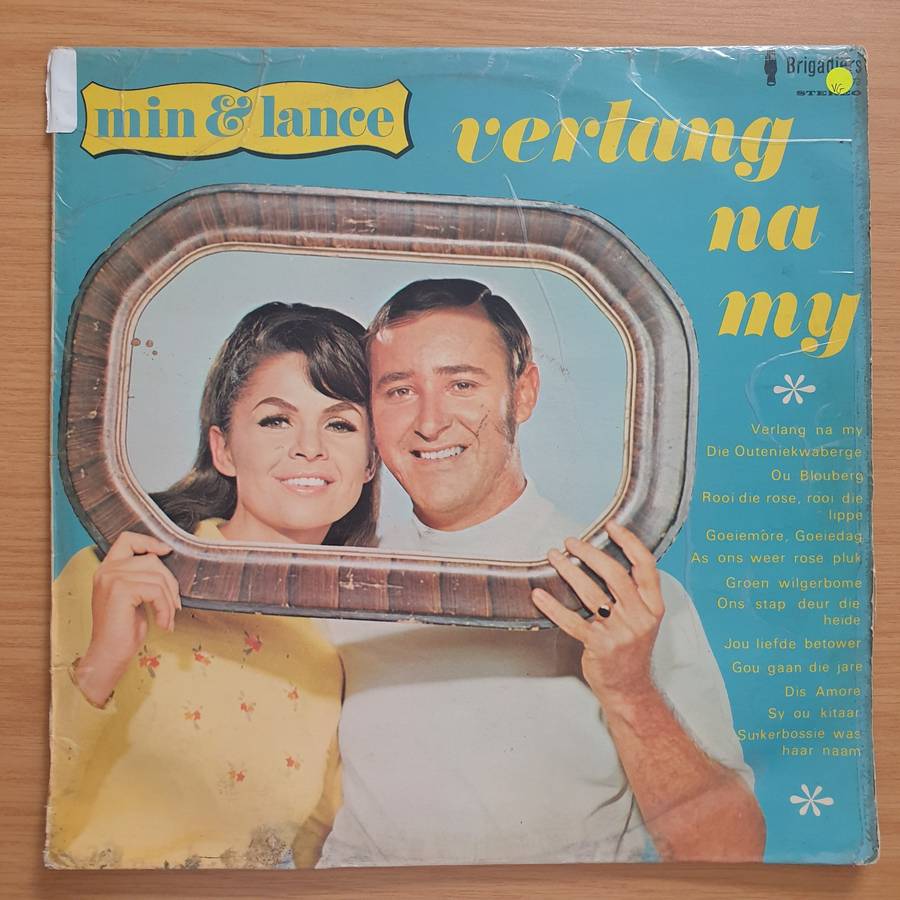 min & lance
Brigadiers
STEREO
VG
verlang
na
my
Verlang na my
Die Outeniekwaberge
Ou Blouberg
Rooi die rose, rooi die
lippe
Goeiemôre, Goeiedag
As ons weer rose pluk
Groen wilgerbome
Ons stap deur die
heide
Jou liefde betower
Gou gaan die jare
Dis Amore
Sy ou kitaar
Suikerbossie was
haar naam